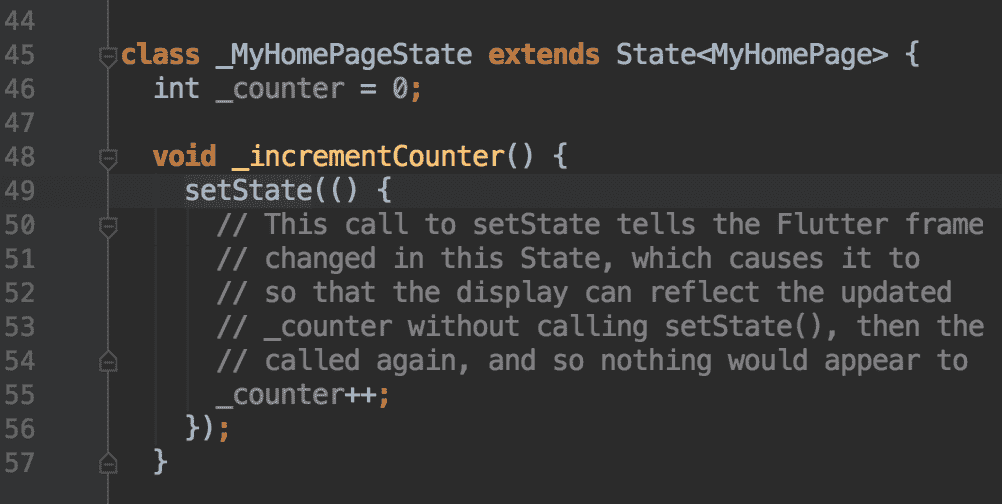 44
45 class _MyHomePageState extends State<MyHomePage> {
46   int _counter = 0;
47
48   void _incrementCounter() {
49     setState(() {
50       // This call to setState tells the Flutter frame
51       // changed in this State, which causes it to
52       // so that the display can reflect the updated
53       // _counter without calling setState(), then the
54       // called again, and so nothing would appear to
55       _counter++;
56     });
57   }